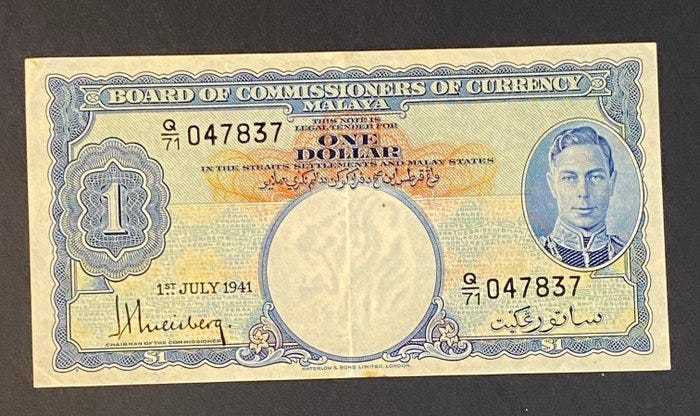 BOARD OF COMMISSIONERS OF CURRENCY
MALAYA
Q/71 047837
THIS NOTE IS
LEGAL TENDER FOR
ONE
DOLLAR
IN THE STRAITS SETTLEMENTS AND MALAY STATES
1
1ST JULY 1941
Q/71 047837
CHAIRMAN OF THE COMMISSIONERS
ساتو رڠݢيت
$1
$1
WATERLOW & SONS LIMITED, LONDON.